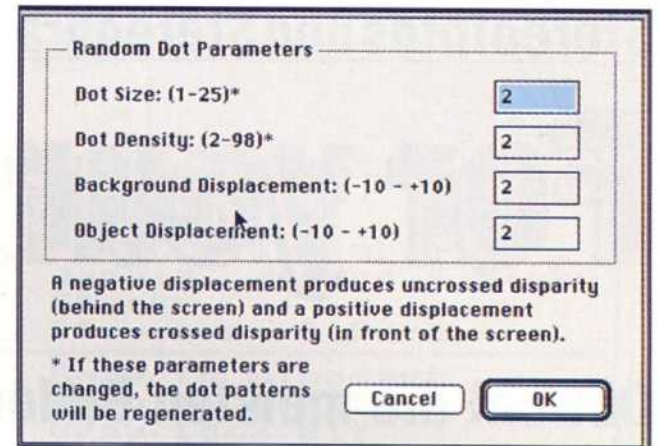 Random Dot Parameters
Dot Size: (1-25)* 2
Dot Density: (2-98)* 2
Background Displacement: (-10 - +10) 2
Object Displacement: (-10 - +10) 2
A negative displacement produces uncrossed disparity
(behind the screen) and a positive displacement
produces crossed disparity (in front of the screen).
* If these parameters are
changed, the dot patterns
will be regenerated.
Cancel OK